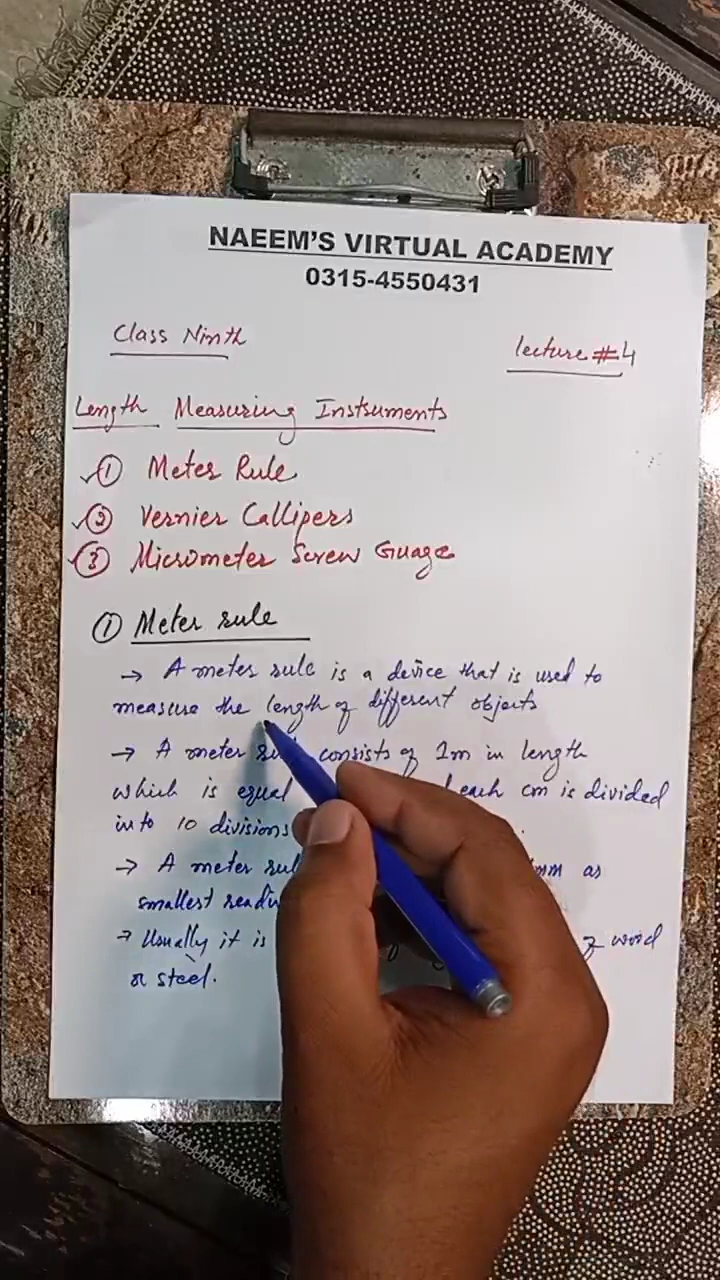 NAEEM'S VIRTUAL ACADEMY
0315-4550431
Class Ninth
lecture #4
Length Measuring Instruments
① Meter Rule
② Vernier Callipers
③ Micrometer Screw Guage
① Meter rule
→ A meter rule is a device that is used to
measure the length of different objects
→ A meter consists of 1m in length
which is equal each cm is divided
into 10 divisions
→ A meter mm as
smallest
→ Usually it is of wood
or steel.